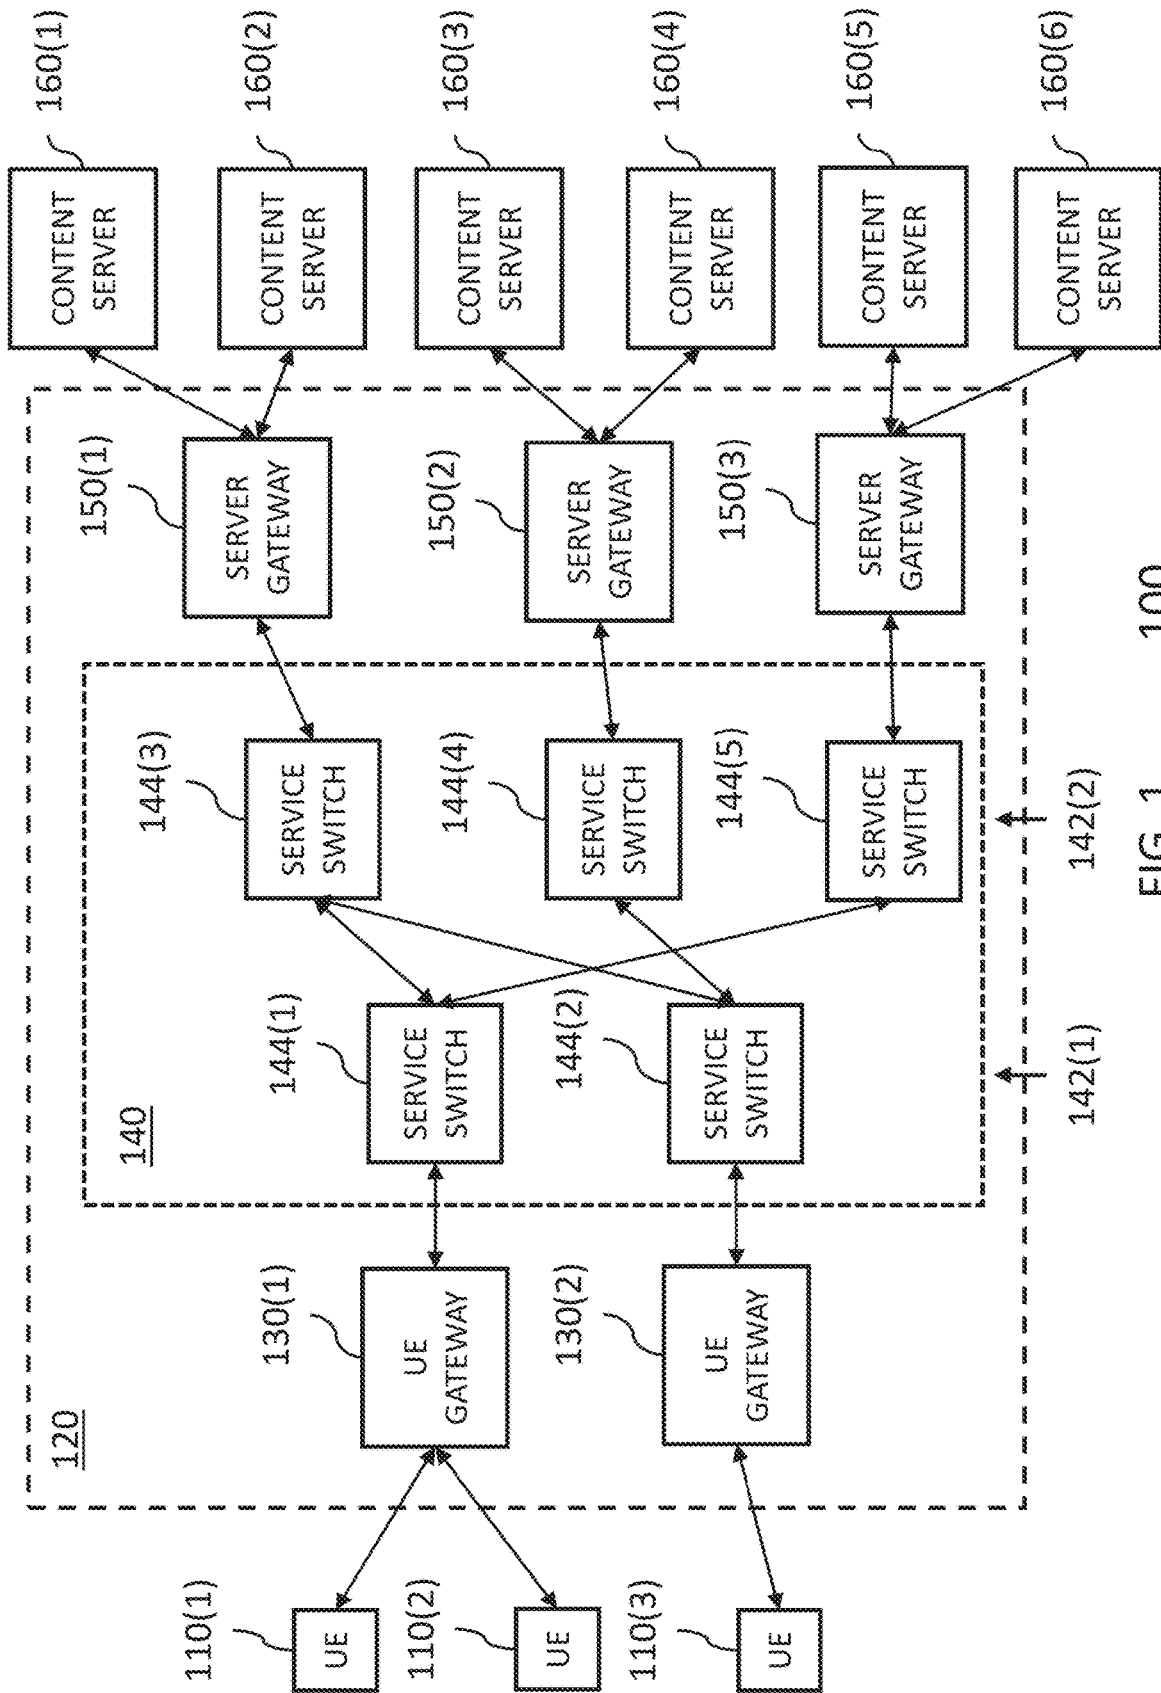 160(1)
160(2)
160(3)
160(4)
160(5)
160(6)
CONTENT
SERVER
CONTENT
SERVER
CONTENT
SERVER
CONTENT
SERVER
CONTENT
SERVER
CONTENT
SERVER
150(1)
150(2)
150(3)
SERVER
GATEWAY
SERVER
GATEWAY
SERVER
GATEWAY
144(3)
144(4)
144(5)
SERVICE
SWITCH
SERVICE
SWITCH
SERVICE
SWITCH
142(2)
144(1)
144(2)
SERVICE
SWITCH
SERVICE
SWITCH
142(1)
140
130(1)
130(2)
UE
GATEWAY
UE
GATEWAY
120
110(1)
110(2)
110(3)
UE
UE
UE
100
FIG. 1